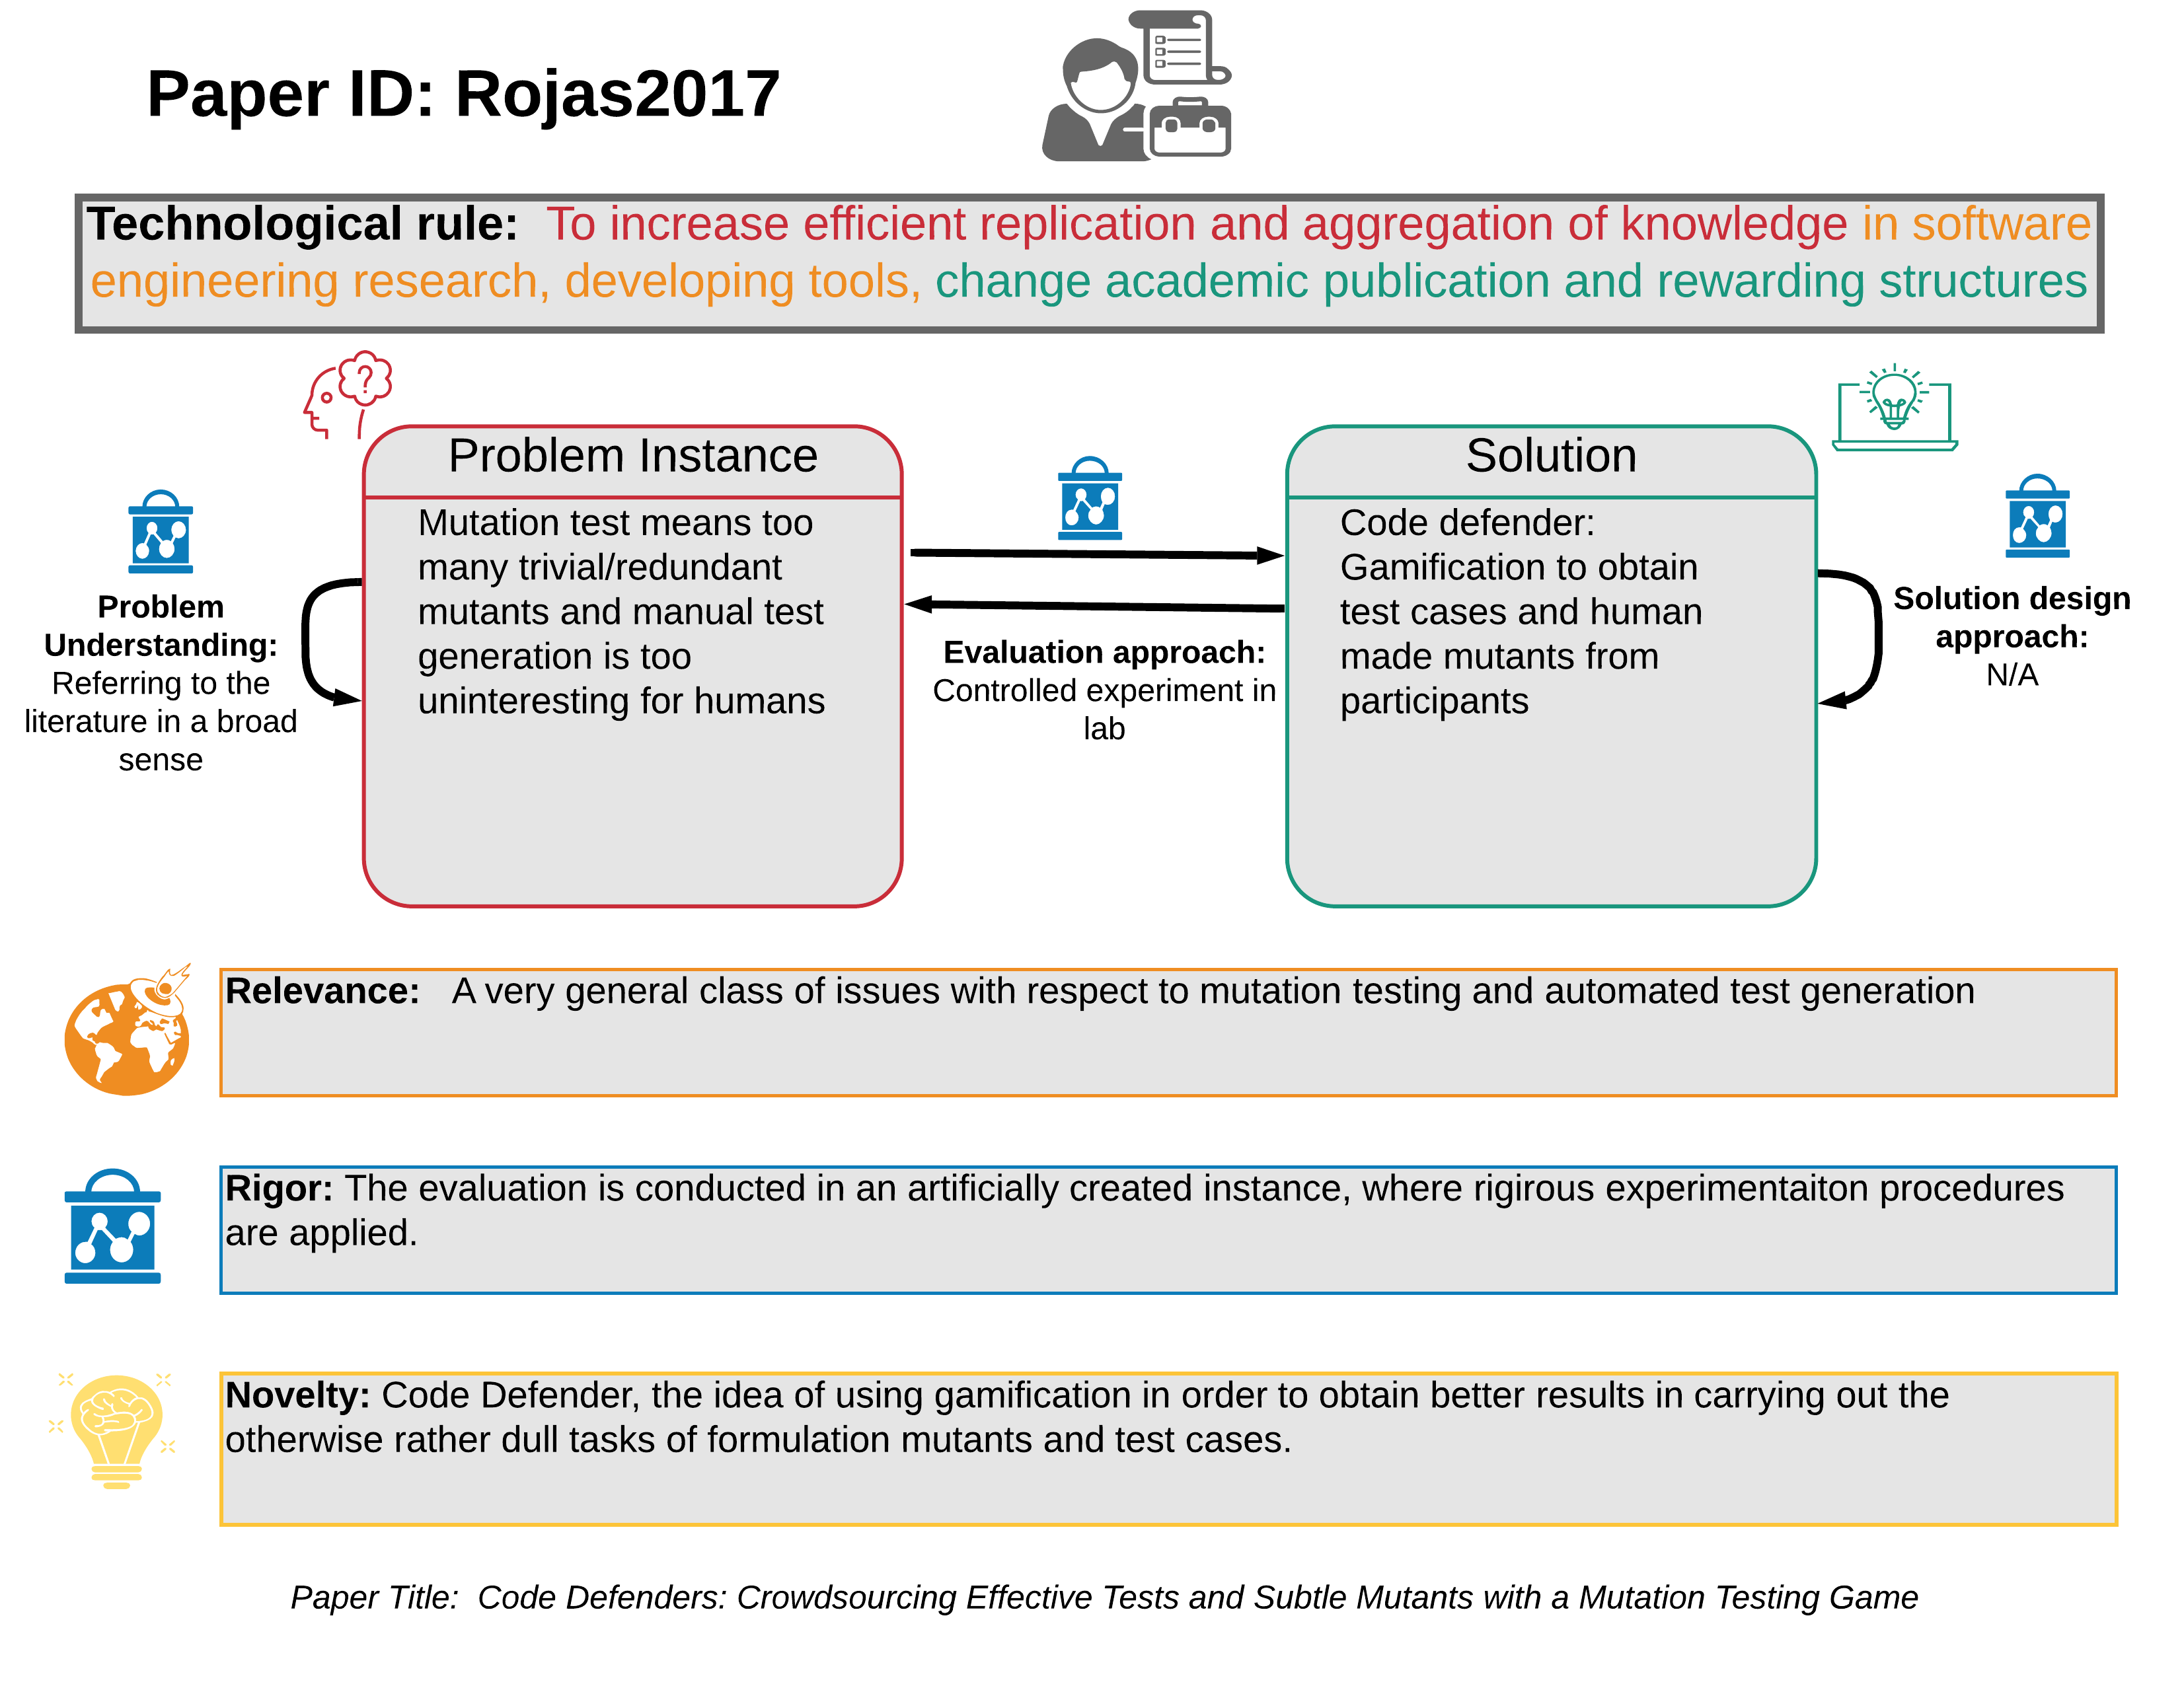 Paper ID: Rojas2017
Technological rule: To increase efficient replication and aggregation of knowledge in software
engineering research, developing tools, change academic publication and rewarding structures
Problem Instance
Mutation test means too
many trivial/redundant
mutants and manual test
generation is too
uninteresting for humans
Problem
Understanding:
Referring to the
literature in a broad
sense
Evaluation approach:
Controlled experiment in
lab
Solution
Code defender:
Gamification to obtain
test cases and human
made mutants from
participants
Solution design
approach:
N/A
Relevance: A very general class of issues with respect to mutation testing and automated test generation
Rigor: The evaluation is conducted in an artificially created instance, where rigirous experimentaiton procedures
are applied.
Novelty: Code Defender, the idea of using gamification in order to obtain better results in carrying out the
otherwise rather dull tasks of formulation mutants and test cases.
Paper Title: Code Defenders: Crowdsourcing Effective Tests and Subtle Mutants with a Mutation Testing Game